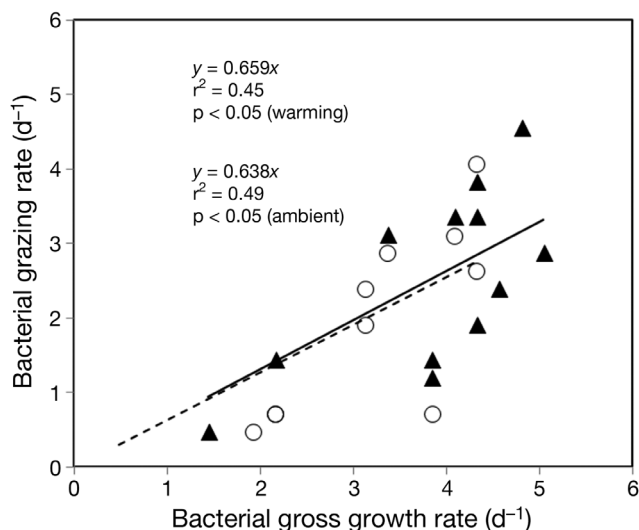 6
5
4
3
2
1
0
Bacterial grazing rate (d⁻¹)
y = 0.659x
r² = 0.45
p < 0.05 (warming)
y = 0.638x
r² = 0.49
p < 0.05 (ambient)
0 1 2 3 4 5 6
Bacterial gross growth rate (d⁻¹)